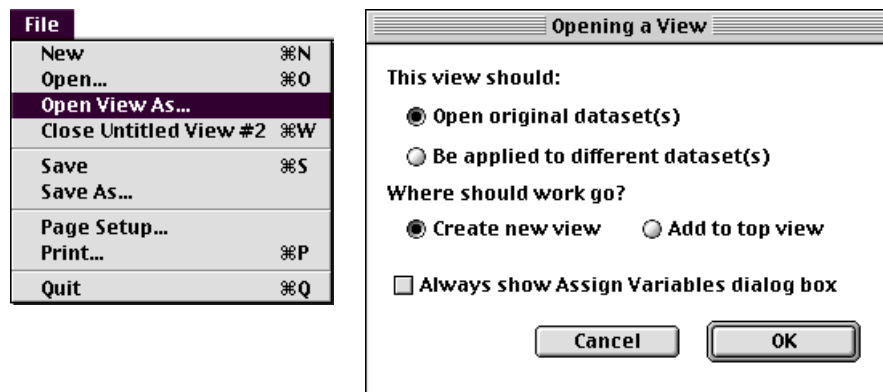 File
New ⌘N
Open... ⌘O
Open View As...
Close Untitled View #2 ⌘W
Save ⌘S
Save As...
Page Setup...
Print... ⌘P
Quit ⌘Q
Opening a View
This view should:
Open original dataset(s)
Be applied to different dataset(s)
Where should work go?
Create new view Add to top view
Always show Assign Variables dialog box
Cancel OK